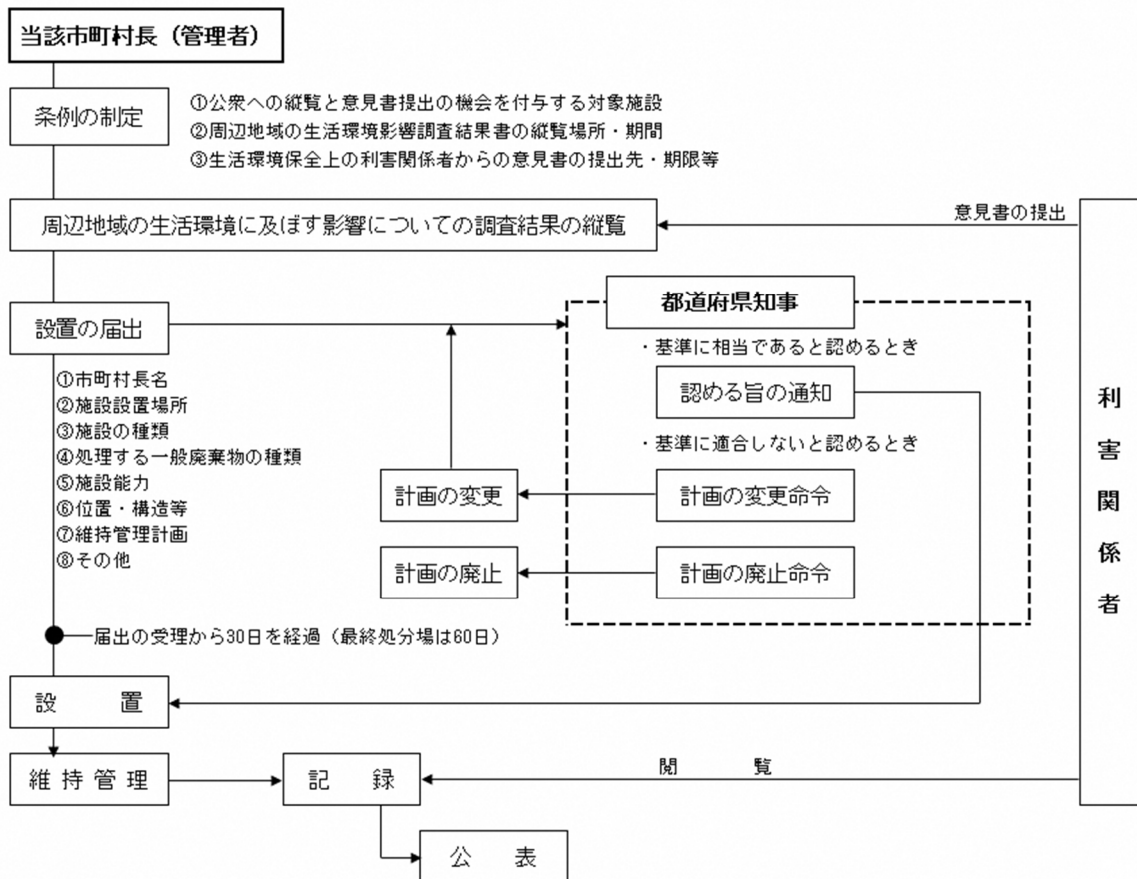 当該市町村長（管理者）
条例の制定
①公衆への縦覧と意見書提出の機会を付与する対象施設
②周辺地域の生活環境影響調査結果書の縦覧場所・期間
③生活環境保全上の利害関係者からの意見書の提出先・期限等
周辺地域の生活環境に及ぼす影響についての調査結果の縦覧
意見書の提出
設置の届出
都道府県知事
・基準に相当であると認めるとき
認める旨の通知
・基準に適合しないと認めるとき
①市町村長名
②施設設置場所
③施設の種類
④処理する一般廃棄物の種類
⑤施設能力
⑥位置・構造等
⑦維持管理計画
⑧その他
計画の変更
計画の変更命令
計画の廃止
計画の廃止命令
利害関係者
届出の受理から30日を経過（最終処分場は60日）
設　置
維持管理
記　録
閲　覧
公　表